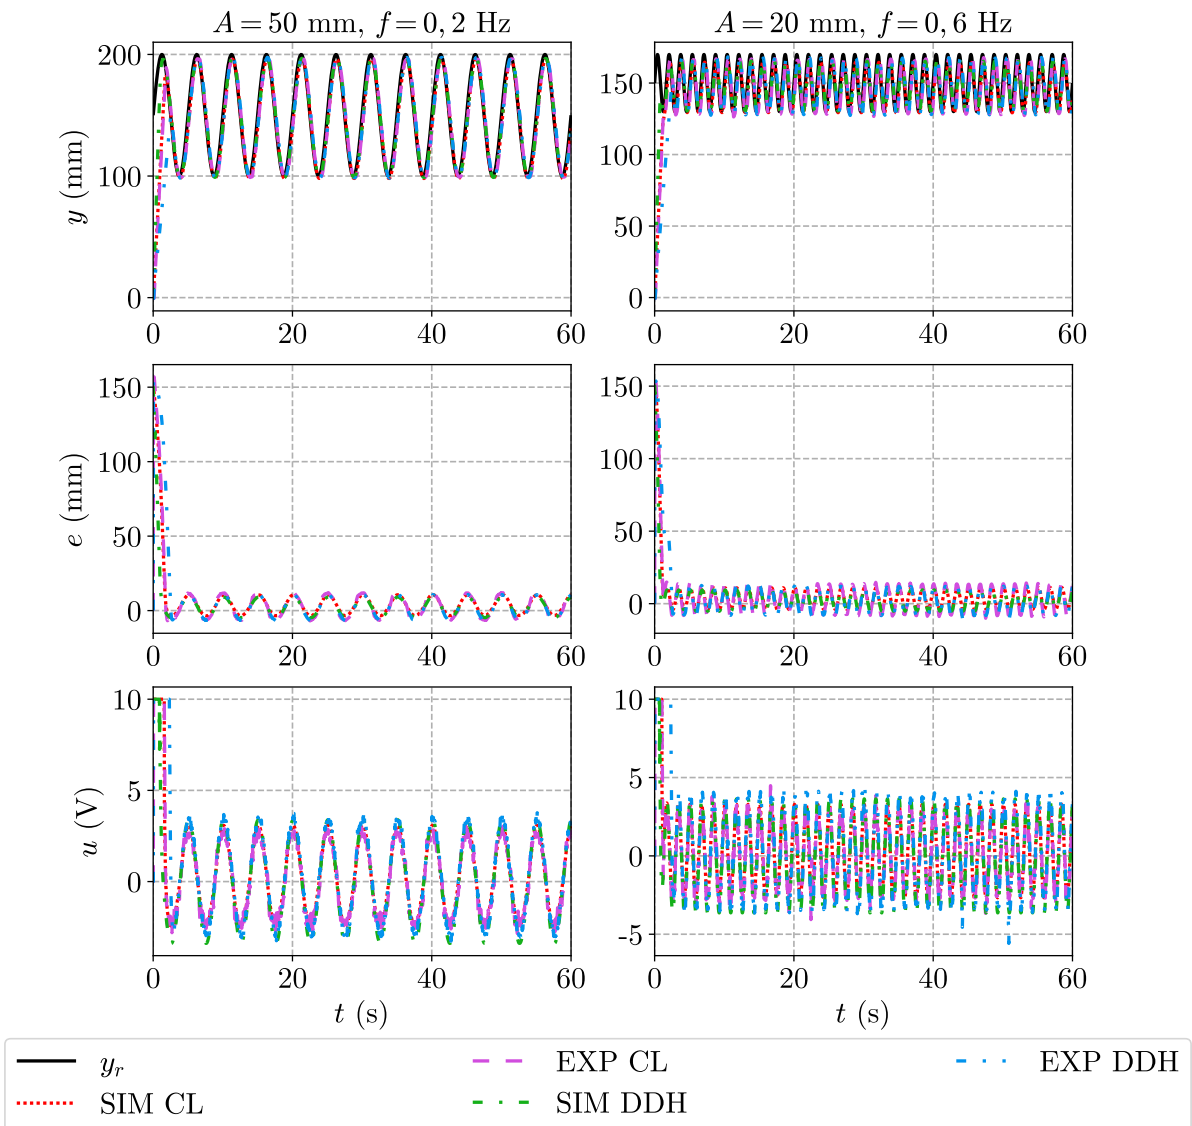 A = 50 mm, f = 0, 2 Hz
A = 20 mm, f = 0, 6 Hz
200
100
0
y (mm)
0 20 40 60
150
100
50
0
0 20 40 60
150
100
50
0
e (mm)
0 20 40 60
150
100
50
0
0 20 40 60
10
5
0
u (V)
0 20 40 60
t (s)
10
5
0
-5
0 20 40 60
t (s)
y_r
EXP CL
EXP DDH
SIM CL
SIM DDH